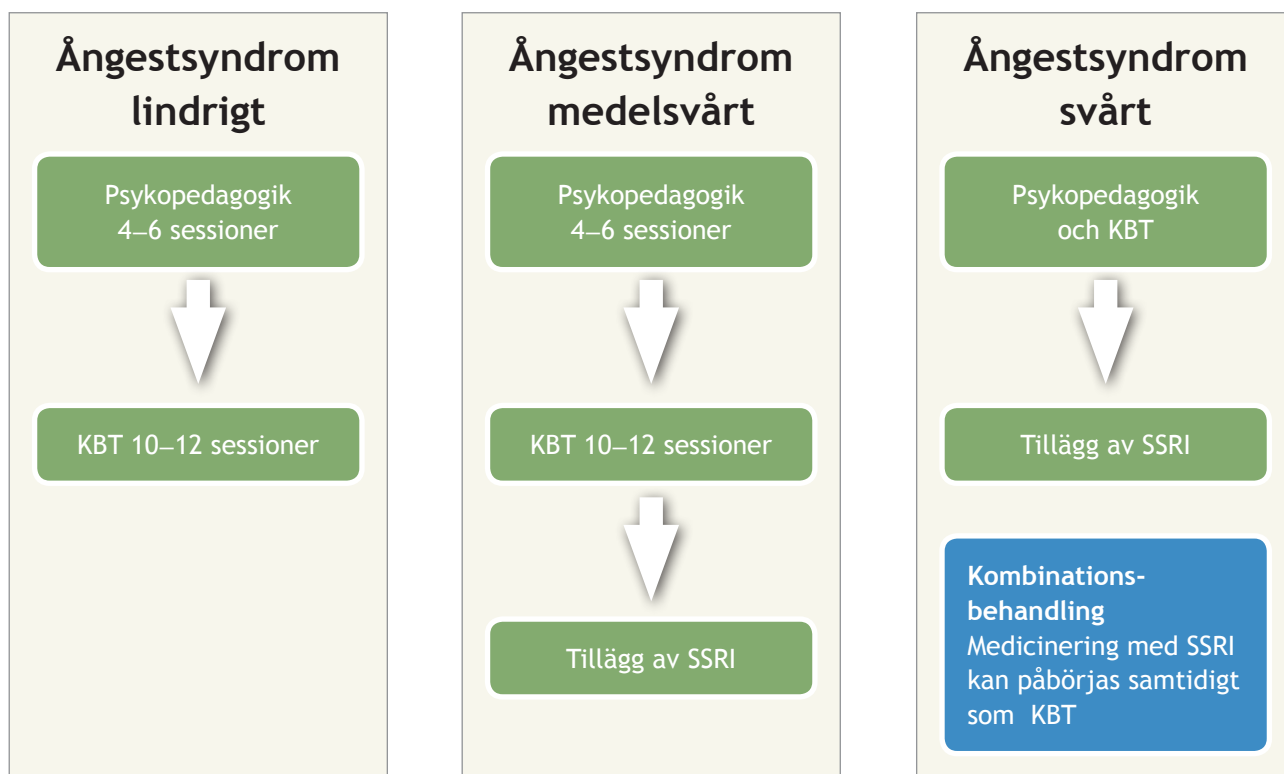 Ångestsyndrom
lindrigt
Psykopedagogik
4–6 sessioner
KBT 10–12 sessioner
Ångestsyndrom
medelsvårt
Psykopedagogik
4–6 sessioner
KBT 10–12 sessioner
Tillägg av SSRI
Ångestsyndrom
svårt
Psykopedagogik
och KBT
Tillägg av SSRI
Kombinations-
behandling
Medicinering med SSRI
kan påbörjas samtidigt
som KBT